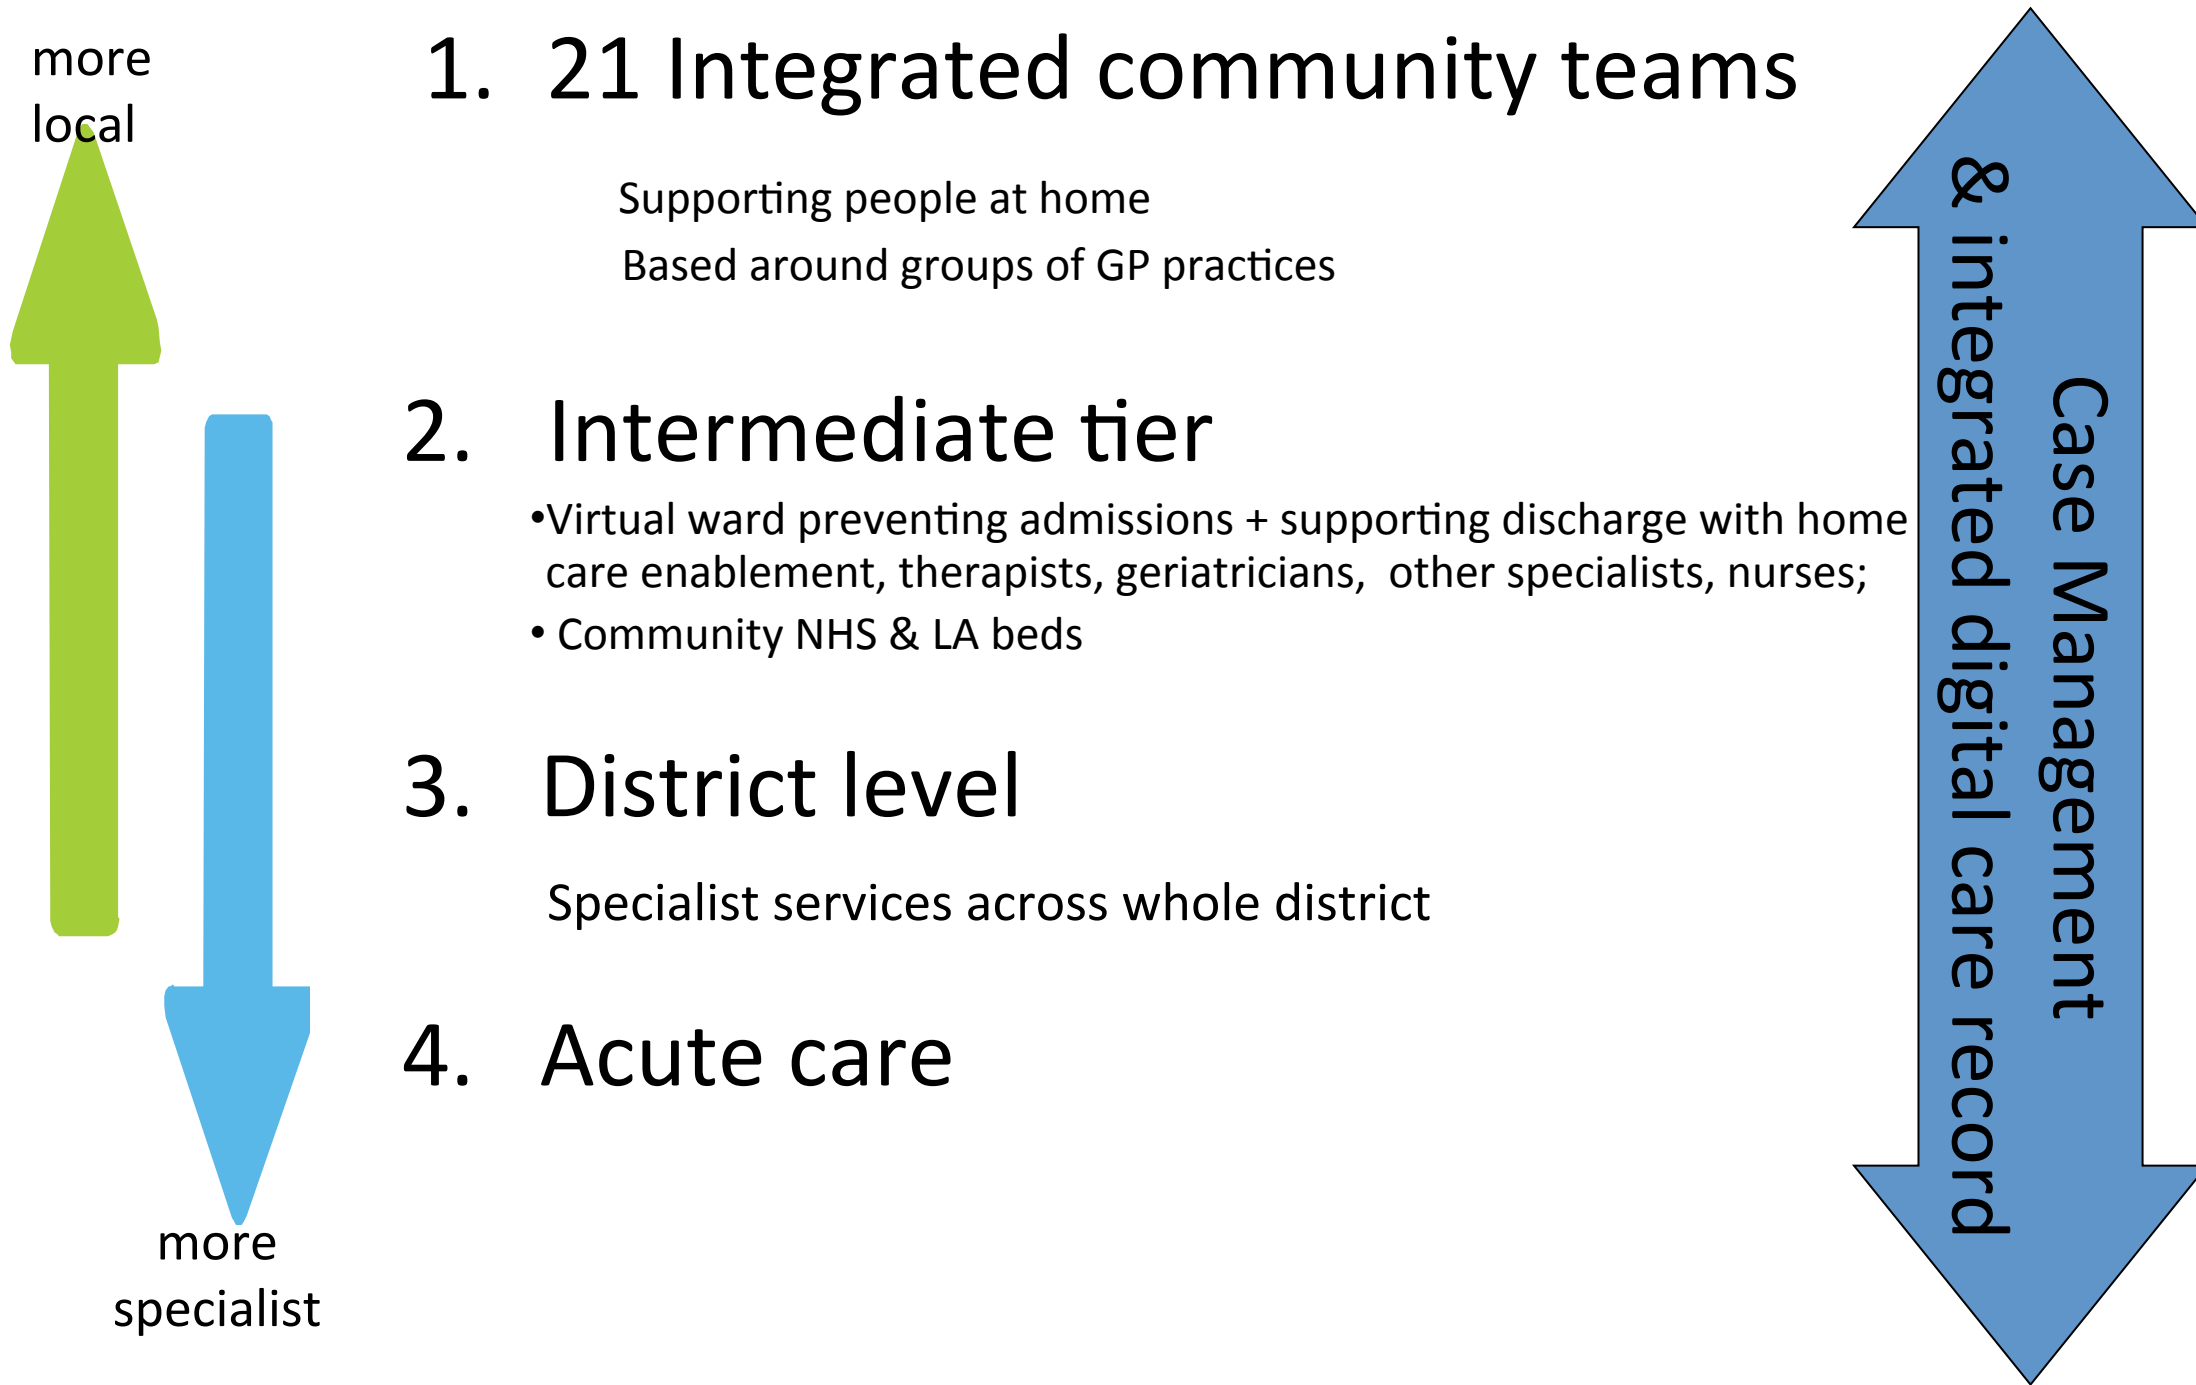 more
local
1. 21 Integrated community teams
Supporting people at home
Based around groups of GP practices
2. Intermediate tier
•Virtual ward preventing admissions + supporting discharge with home
care enablement, therapists, geriatricians, other specialists, nurses;
• Community NHS & LA beds
3. District level
Specialist services across whole district
4. Acute care
more
specialist
Case Management
& integrated digital care record